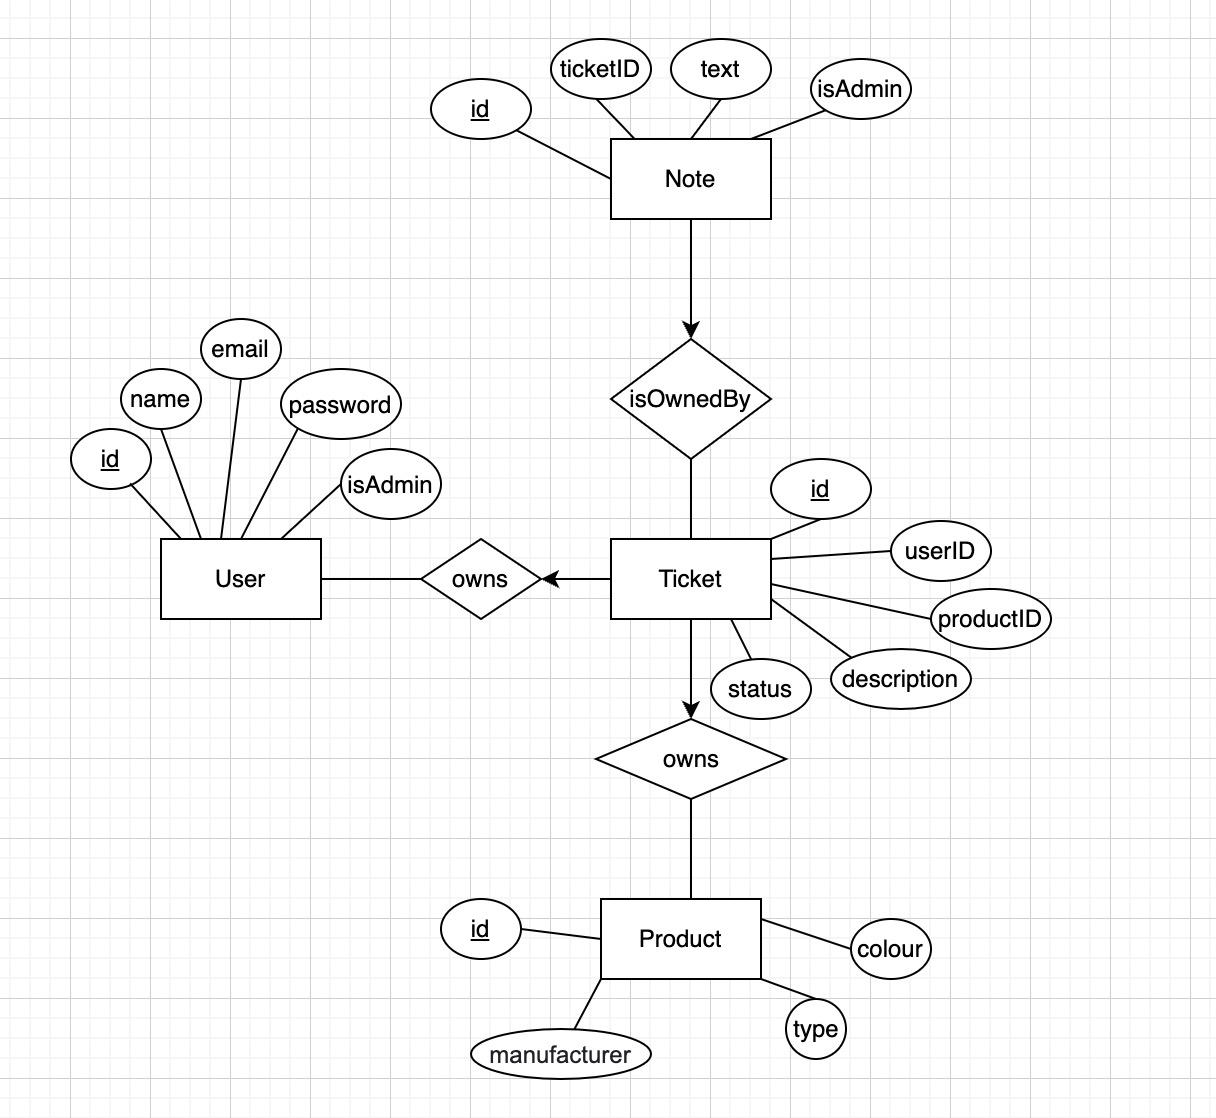 ticketID
text
isAdmin
id
Note
email
name
password
isOwnedBy
id
isAdmin
id
userID
User
owns
Ticket
productID
description
status
owns
id
Product
colour
type
manufacturer